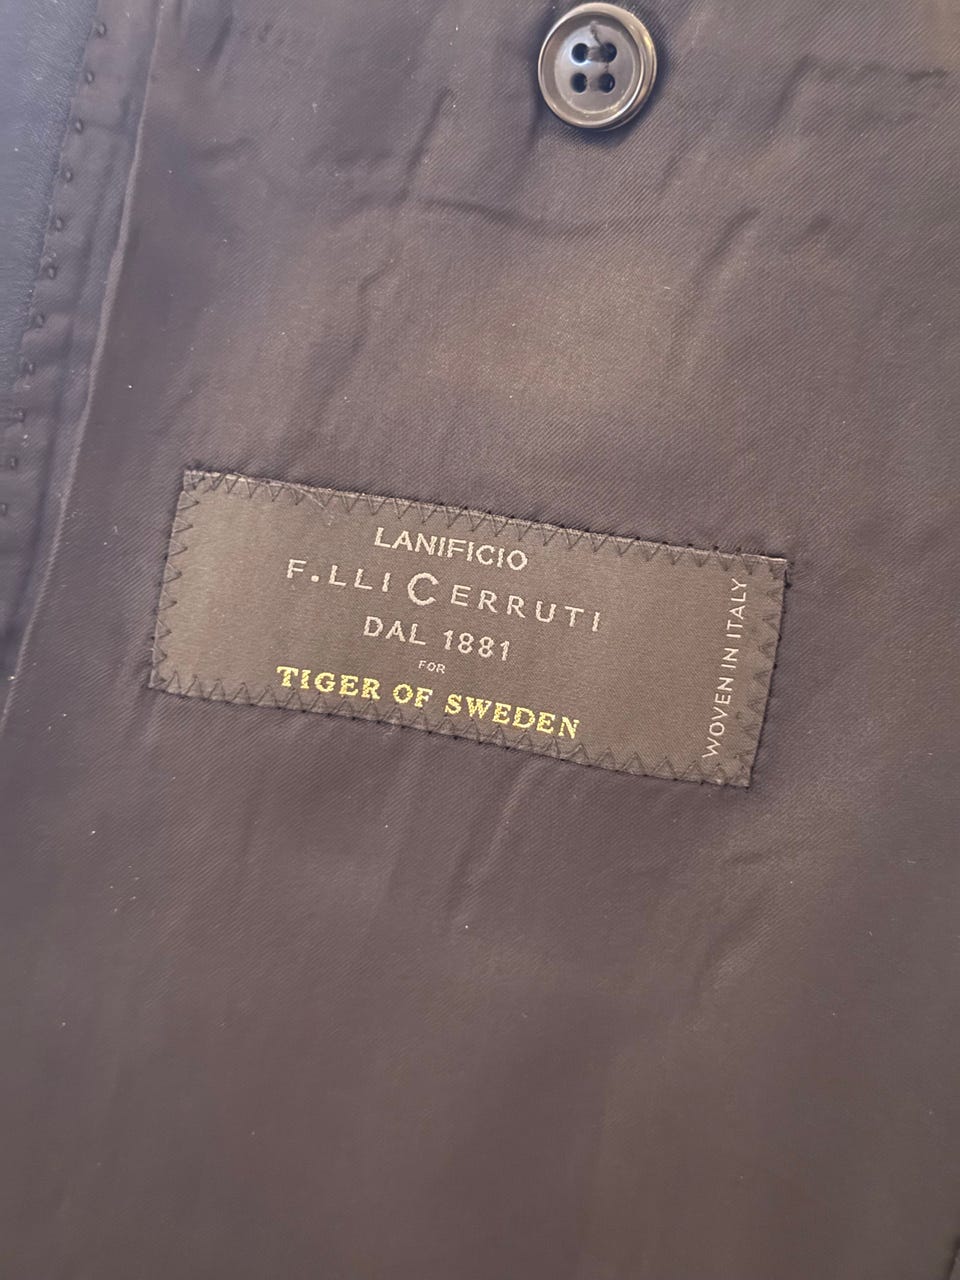 LANIFICIO
F.LLI CERRUTI
DAL 1881
FOR
TIGER OF SWEDEN
WOVEN IN ITALY